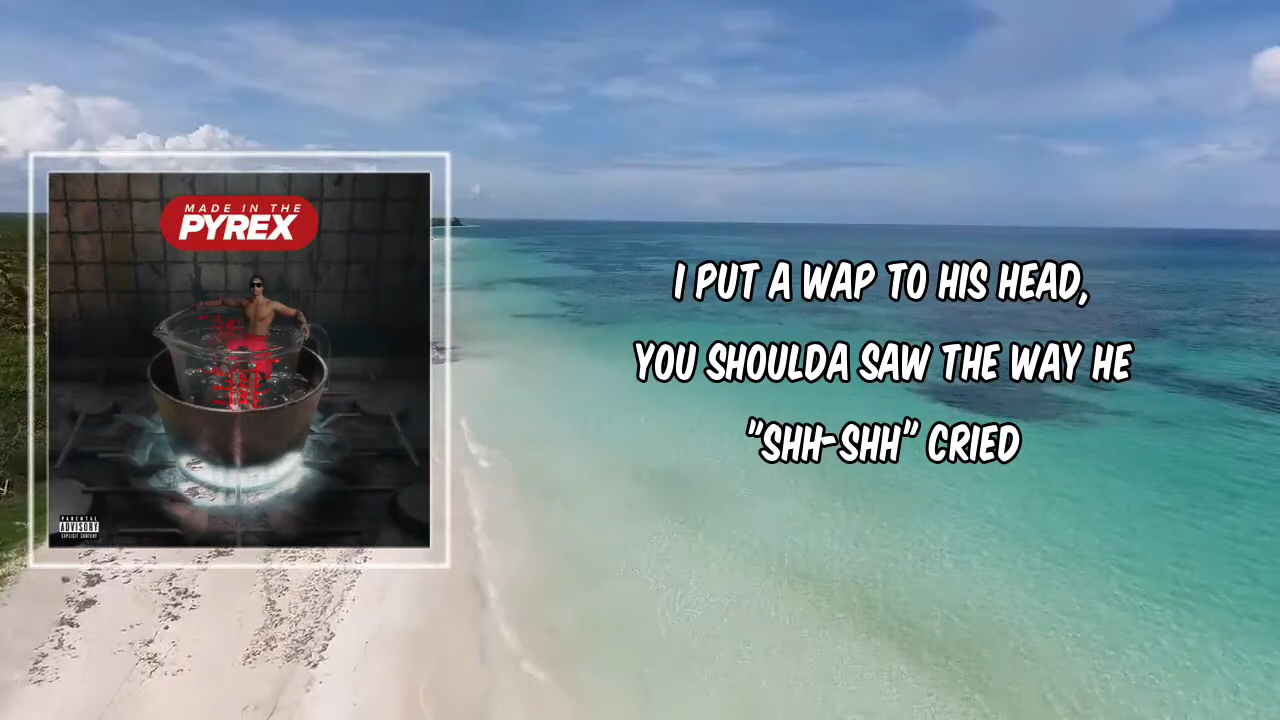 MADE IN THE
PYREX
PARENTAL
ADVISORY
EXPLICIT CONTENT
I PUT A WAP TO HIS HEAD,
YOU SHOULDA SAW THE WAY HE
"SHH-SHH" CRIED